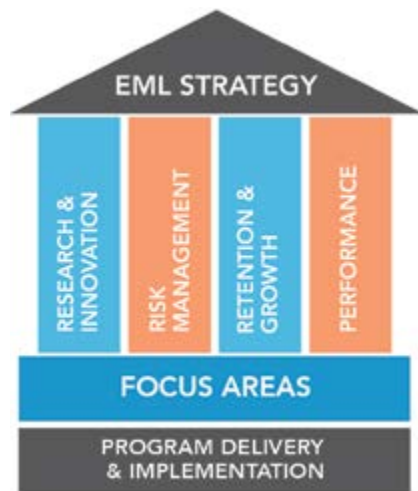 EML STRATEGY
RESEARCH &
INNOVATION
RISK
MANAGEMENT
RETENTION &
GROWTH
PERFORMANCE
FOCUS AREAS
PROGRAM DELIVERY
& IMPLEMENTATION